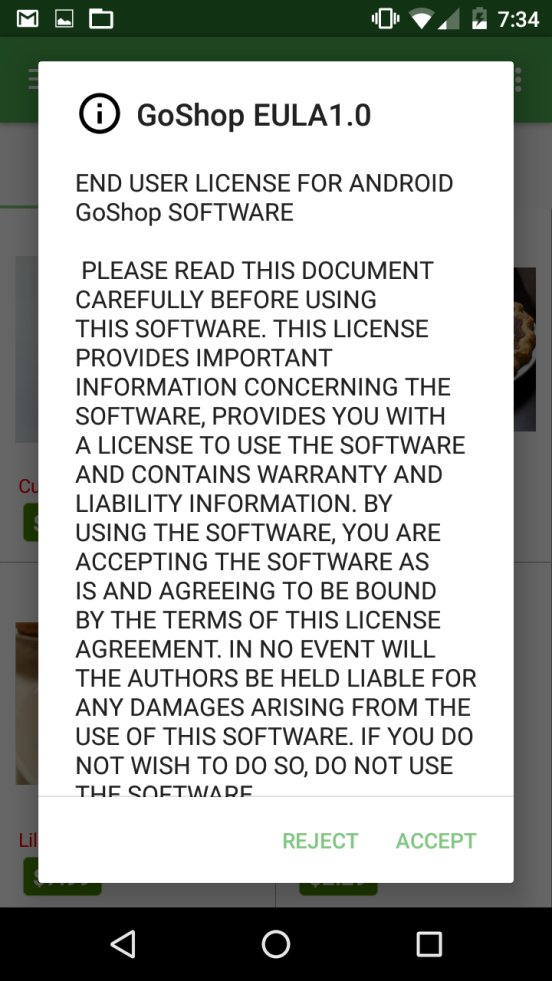 7:34
GoShop EULA1.0
END USER LICENSE FOR ANDROID
GoShop SOFTWARE
PLEASE READ THIS DOCUMENT
CAREFULLY BEFORE USING
THIS SOFTWARE. THIS LICENSE
PROVIDES IMPORTANT
INFORMATION CONCERNING THE
SOFTWARE, PROVIDES YOU WITH
A LICENSE TO USE THE SOFTWARE
AND CONTAINS WARRANTY AND
LIABILITY INFORMATION. BY
USING THE SOFTWARE, YOU ARE
ACCEPTING THE SOFTWARE AS
IS AND AGREEING TO BE BOUND
BY THE TERMS OF THIS LICENSE
AGREEMENT. IN NO EVENT WILL
THE AUTHORS BE HELD LIABLE FOR
ANY DAMAGES ARISING FROM THE
USE OF THIS SOFTWARE. IF YOU DO
NOT WISH TO DO SO, DO NOT USE
THE SOFTWARE
Cu
Lil
REJECT ACCEPT